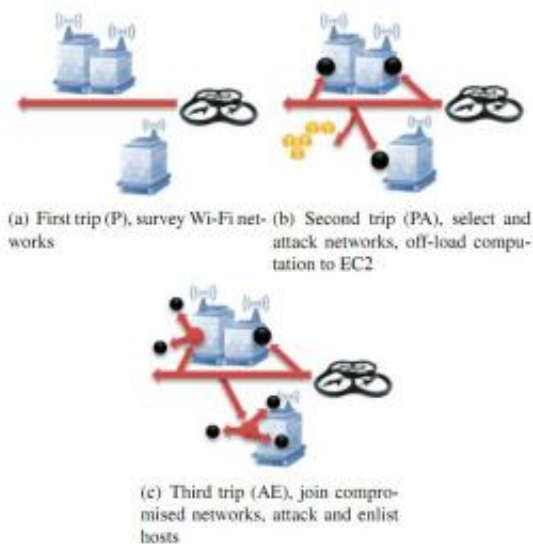 (a) First trip (P), survey Wi-Fi net-
works
(b) Second trip (PA), select and
attack networks, off-load compu-
tation to EC2
(c) Third trip (AE), join compro-
mised networks, attack and enlist
hosts